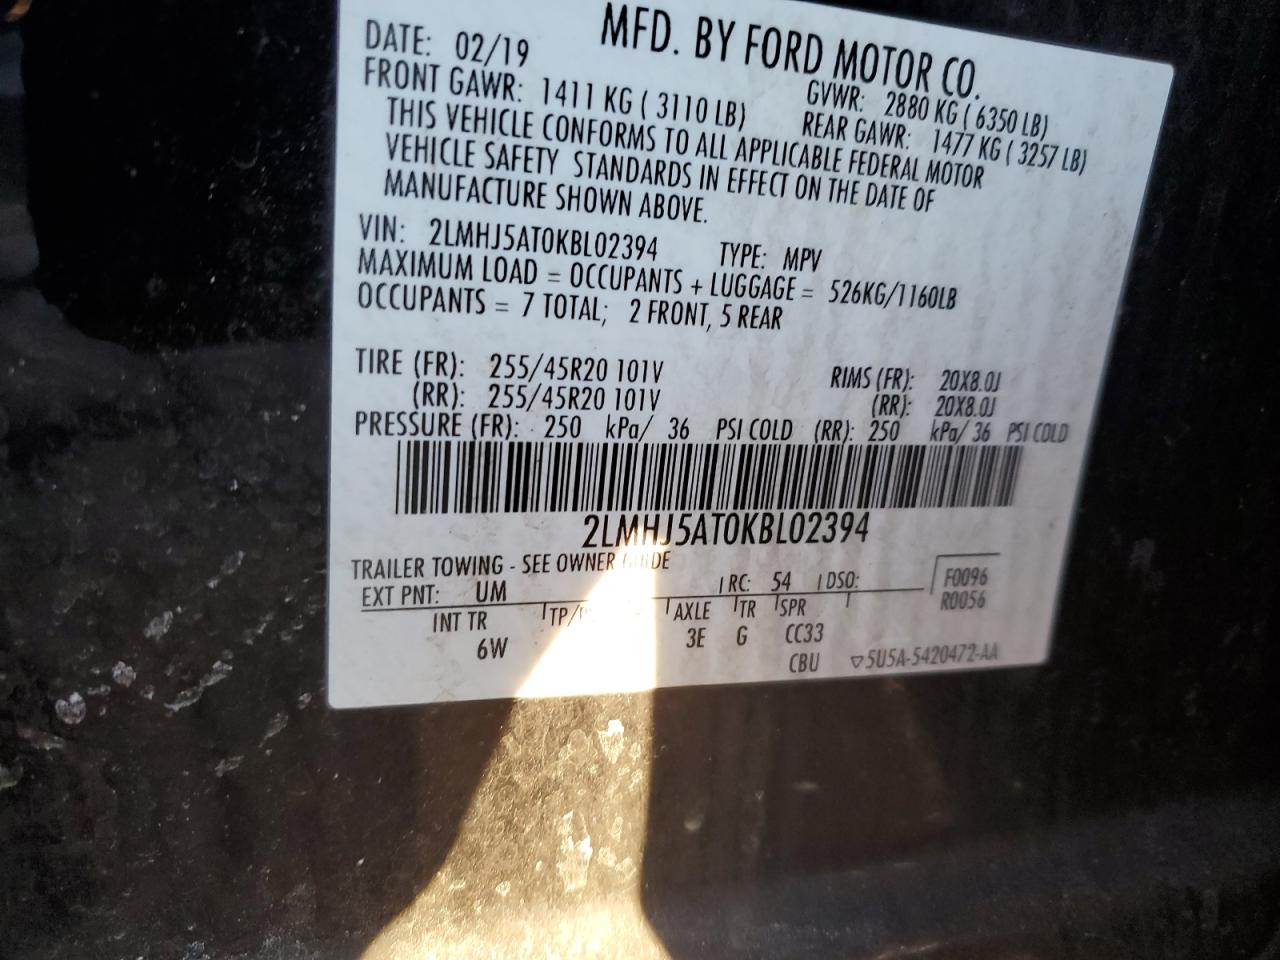 MFD. BY FORD MOTOR CO.
DATE: 02/19 GVWR: 2880 KG ( 6350 LB)
FRONT GAWR: 1411 KG ( 3110 LB) REAR GAWR: 1477 KG ( 3257 LB)
THIS VEHICLE CONFORMS TO ALL APPLICABLE FEDERAL MOTOR
VEHICLE SAFETY STANDARDS IN EFFECT ON THE DATE OF
MANUFACTURE SHOWN ABOVE.
VIN: 2LMHJ5AT0KBL02394 TYPE: MPV
MAXIMUM LOAD = OCCUPANTS + LUGGAGE = 526KG/1160LB
OCCUPANTS = 7 TOTAL; 2 FRONT, 5 REAR
TIRE (FR): 255/45R20 101V RIMS (FR): 20X8.0J
(RR): 255/45R20 101V (RR): 20X8.0J
PRESSURE (FR): 250 kPa/ 36 PSI COLD (RR): 250 kPa/ 36 PSI COLD
2LMHJ5AT0KBL02394
TRAILER TOWING - SEE OWNER GUIDE
EXT PNT: UM RC: 54 DSO: F0096
R0056
INT TR AXLE TR SPR
6W 3E G CC33
CBU ▽5U5A-5420472-AA